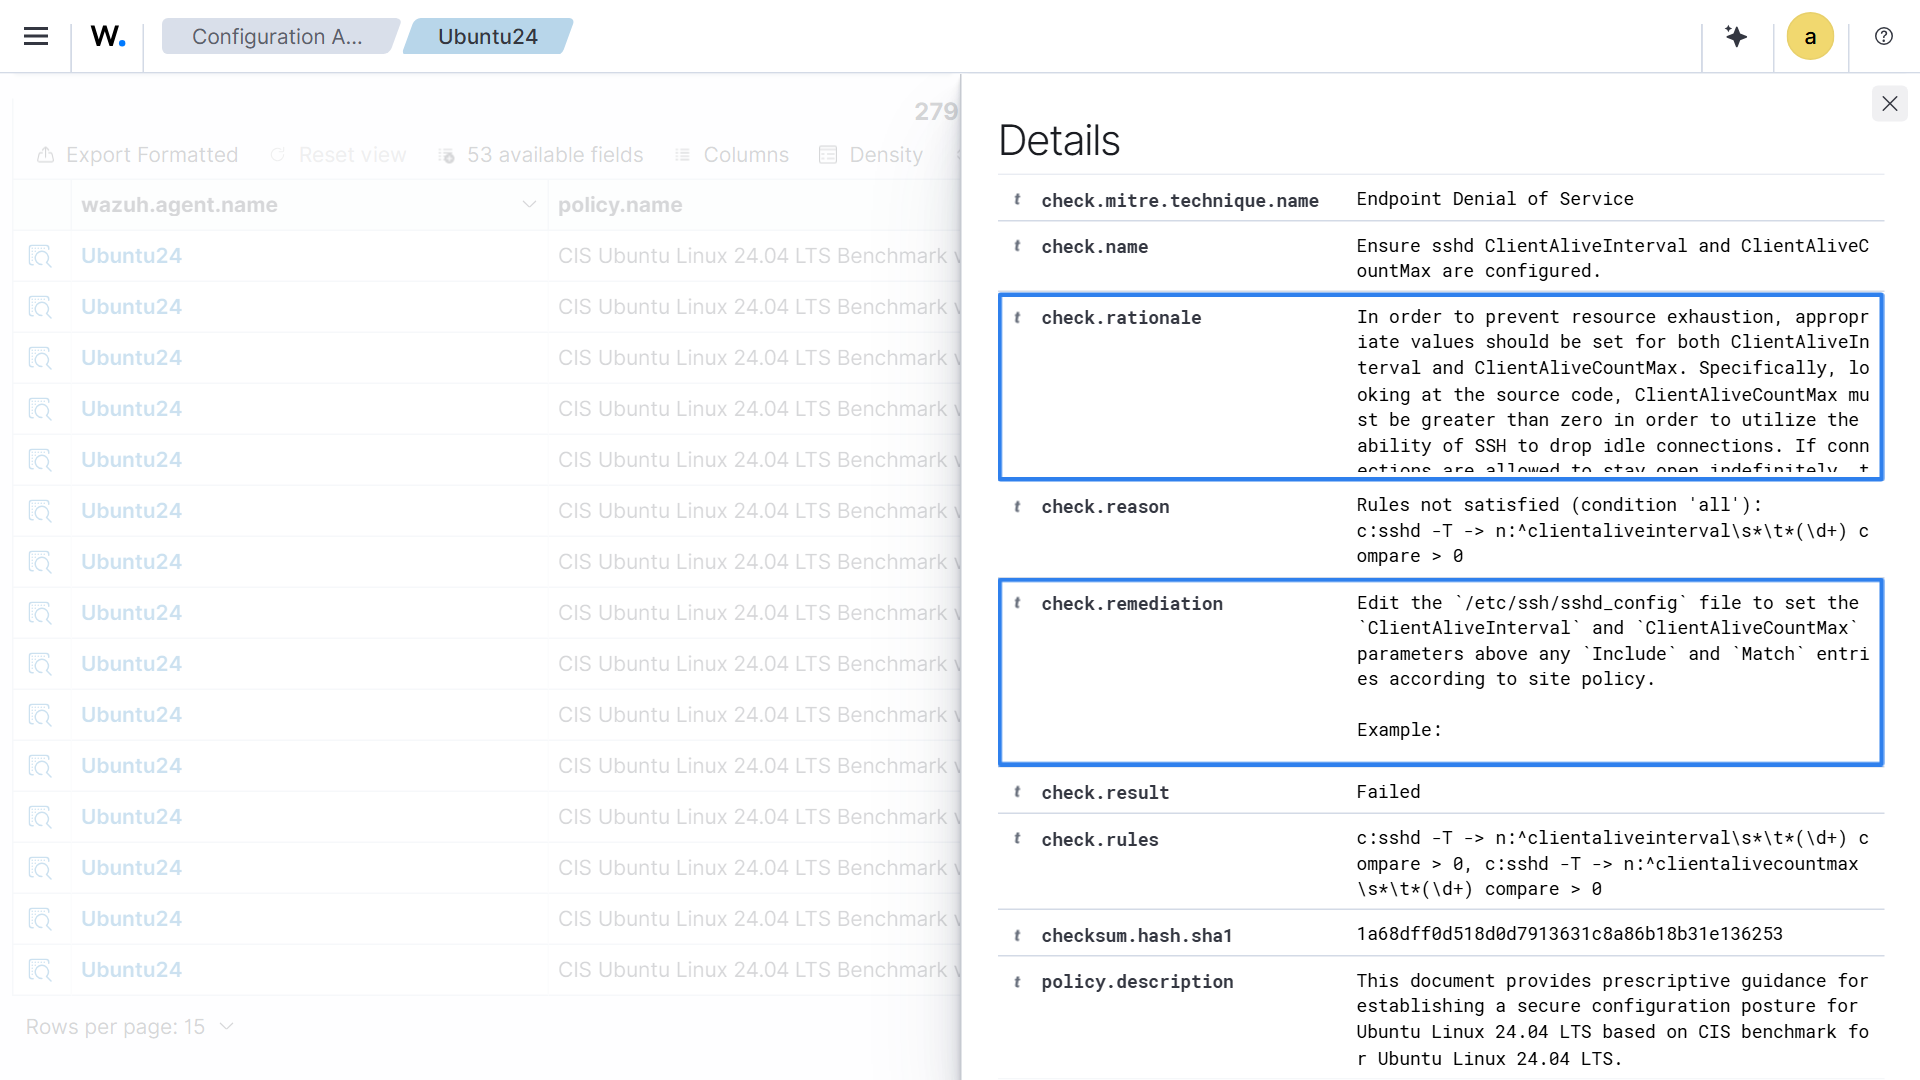 W.
Configuration A...
Ubuntu24
a
279
Export Formatted
Reset view
53 available fields
Columns
Density
wazuh.agent.name
policy.name
Ubuntu24
CIS Ubuntu Linux 24.04 LTS Benchmark
Ubuntu24
CIS Ubuntu Linux 24.04 LTS Benchmark
Ubuntu24
CIS Ubuntu Linux 24.04 LTS Benchmark
Ubuntu24
CIS Ubuntu Linux 24.04 LTS Benchmark
Ubuntu24
CIS Ubuntu Linux 24.04 LTS Benchmark
Ubuntu24
CIS Ubuntu Linux 24.04 LTS Benchmark
Ubuntu24
CIS Ubuntu Linux 24.04 LTS Benchmark
Ubuntu24
CIS Ubuntu Linux 24.04 LTS Benchmark
Ubuntu24
CIS Ubuntu Linux 24.04 LTS Benchmark
Ubuntu24
CIS Ubuntu Linux 24.04 LTS Benchmark
Ubuntu24
CIS Ubuntu Linux 24.04 LTS Benchmark
Ubuntu24
CIS Ubuntu Linux 24.04 LTS Benchmark
Ubuntu24
CIS Ubuntu Linux 24.04 LTS Benchmark
Ubuntu24
CIS Ubuntu Linux 24.04 LTS Benchmark
Ubuntu24
CIS Ubuntu Linux 24.04 LTS Benchmark
Rows per page: 15
Details
t check.mitre.technique.name
Endpoint Denial of Service
t check.name
Ensure sshd ClientAliveInterval and ClientAliveC
ountMax are configured.
t check.rationale
In order to prevent resource exhaustion, appropr
iate values should be set for both ClientAliveIn
terval and ClientAliveCountMax. Specifically, lo
oking at the source code, ClientAliveCountMax mu
st be greater than zero in order to utilize the
ability of SSH to drop idle connections. If conn
ections are allowed to stay open indefinitely, t
t check.reason
Rules not satisfied (condition 'all'):
c:sshd -T -> n:^clientaliveinterval\s*\t*(\d+) c
ompare > 0
t check.remediation
Edit the `/etc/ssh/sshd_config` file to set the
`ClientAliveInterval` and `ClientAliveCountMax`
parameters above any `Include` and `Match` entri
es according to site policy.
Example:
t check.result
Failed
t check.rules
c:sshd -T -> n:^clientaliveinterval\s*\t*(\d+) c
ompare > 0, c:sshd -T -> n:^clientalivecountmax
\s*\t*(\d+) compare > 0
t checksum.hash.sha1
1a68dff0d518d0d7913631c8a86b18b31e136253
t policy.description
This document provides prescriptive guidance for
establishing a secure configuration posture for
Ubuntu Linux 24.04 LTS based on CIS benchmark fo
r Ubuntu Linux 24.04 LTS.